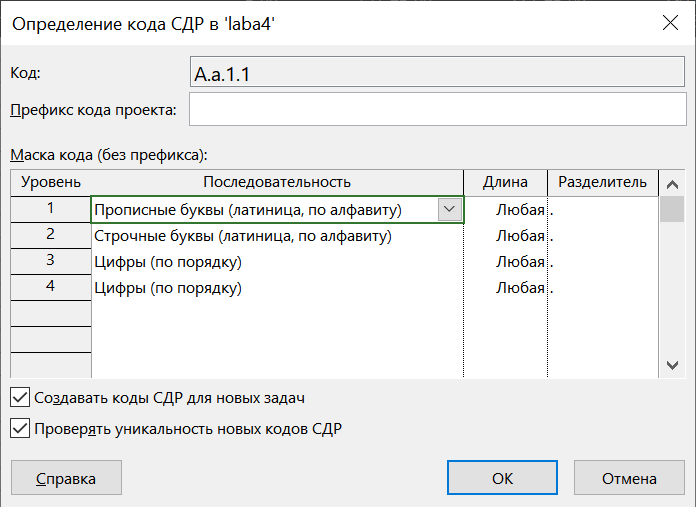 Определение кода СДР в 'laba4'
Код: A.a.1.1
Префикс кода проекта:
Маска кода (без префикса):
Уровень Последовательность Длина Разделитель
1 Прописные буквы (латиница, по алфавиту) Любая .
2 Строчные буквы (латиница, по алфавиту) Любая .
3 Цифры (по порядку) Любая .
4 Цифры (по порядку) Любая .
Создавать коды СДР для новых задач
Проверять уникальность новых кодов СДР
Справка ОК Отмена